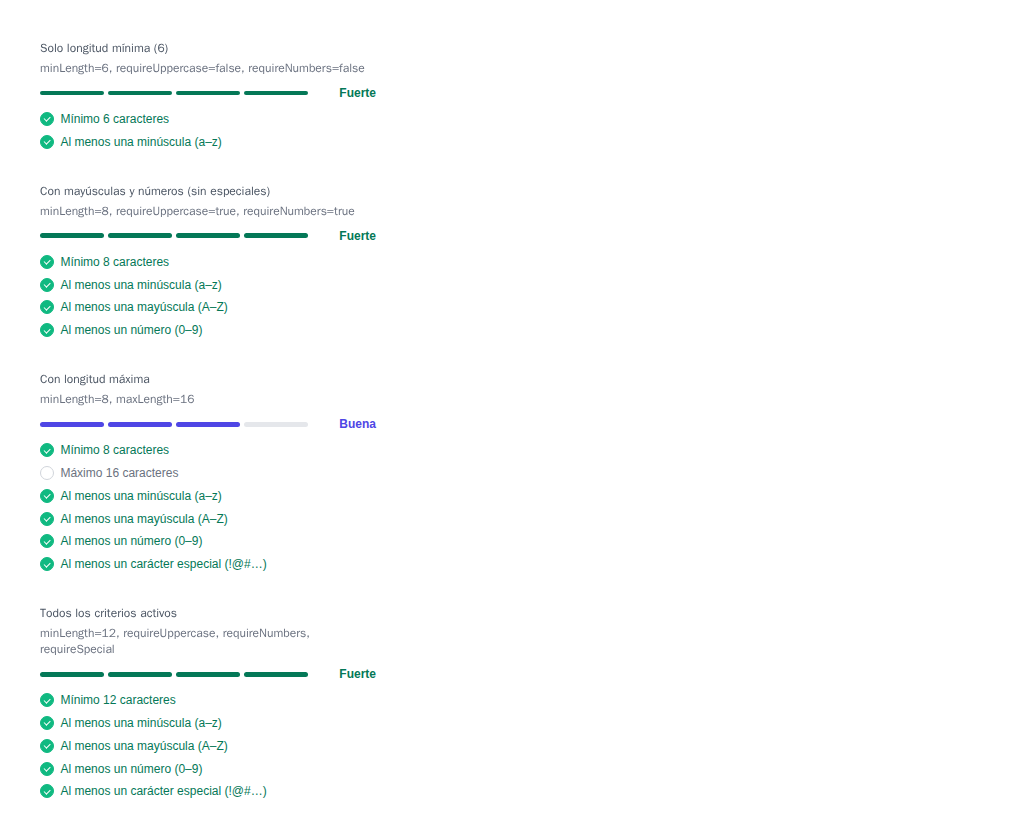 Solo longitud mínima (6)
minLength=6, requireUppercase=false, requireNumbers=false
Fuerte
Mínimo 6 caracteres
Al menos una minúscula (a–z)
Con mayúsculas y números (sin especiales)
minLength=8, requireUppercase=true, requireNumbers=true
Fuerte
Mínimo 8 caracteres
Al menos una minúscula (a–z)
Al menos una mayúscula (A–Z)
Al menos un número (0–9)
Con longitud máxima
minLength=8, maxLength=16
Buena
Mínimo 8 caracteres
Máximo 16 caracteres
Al menos una minúscula (a–z)
Al menos una mayúscula (A–Z)
Al menos un número (0–9)
Al menos un carácter especial (!@#…)
Todos los criterios activos
minLength=12, requireUppercase, requireNumbers,
requireSpecial
Fuerte
Mínimo 12 caracteres
Al menos una minúscula (a–z)
Al menos una mayúscula (A–Z)
Al menos un número (0–9)
Al menos un carácter especial (!@#…)